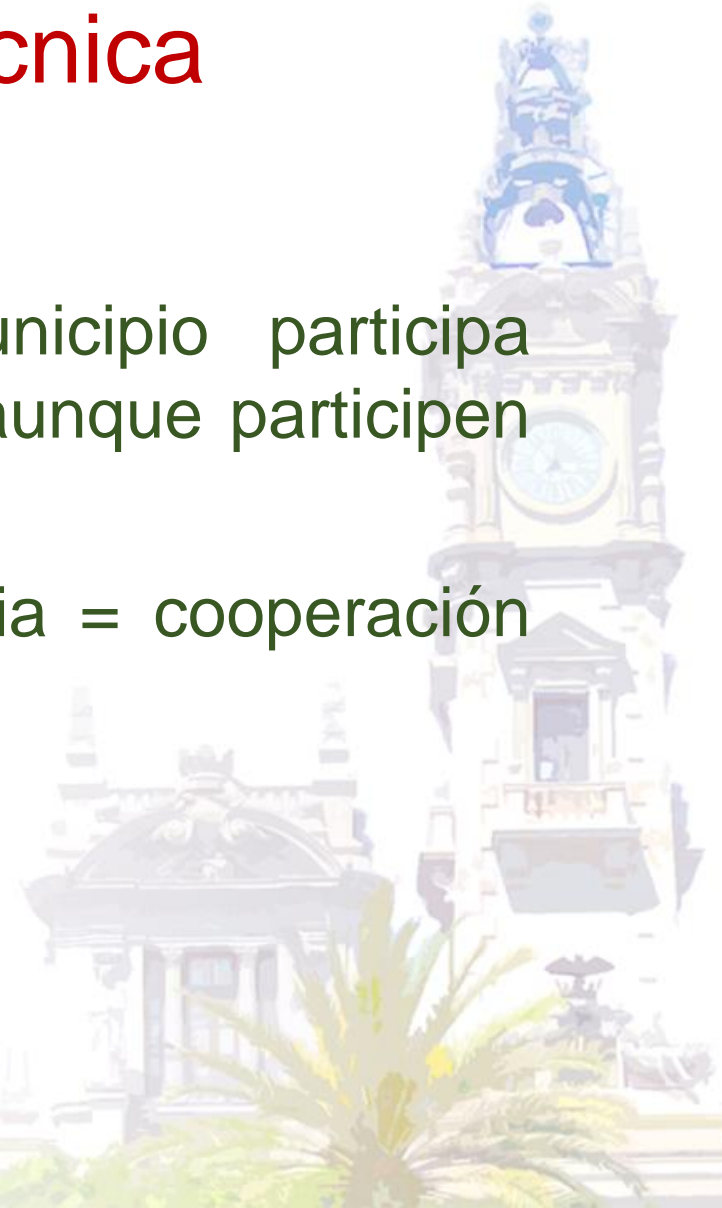 cnica
unicipio participa
aunque participen
ia = cooperación